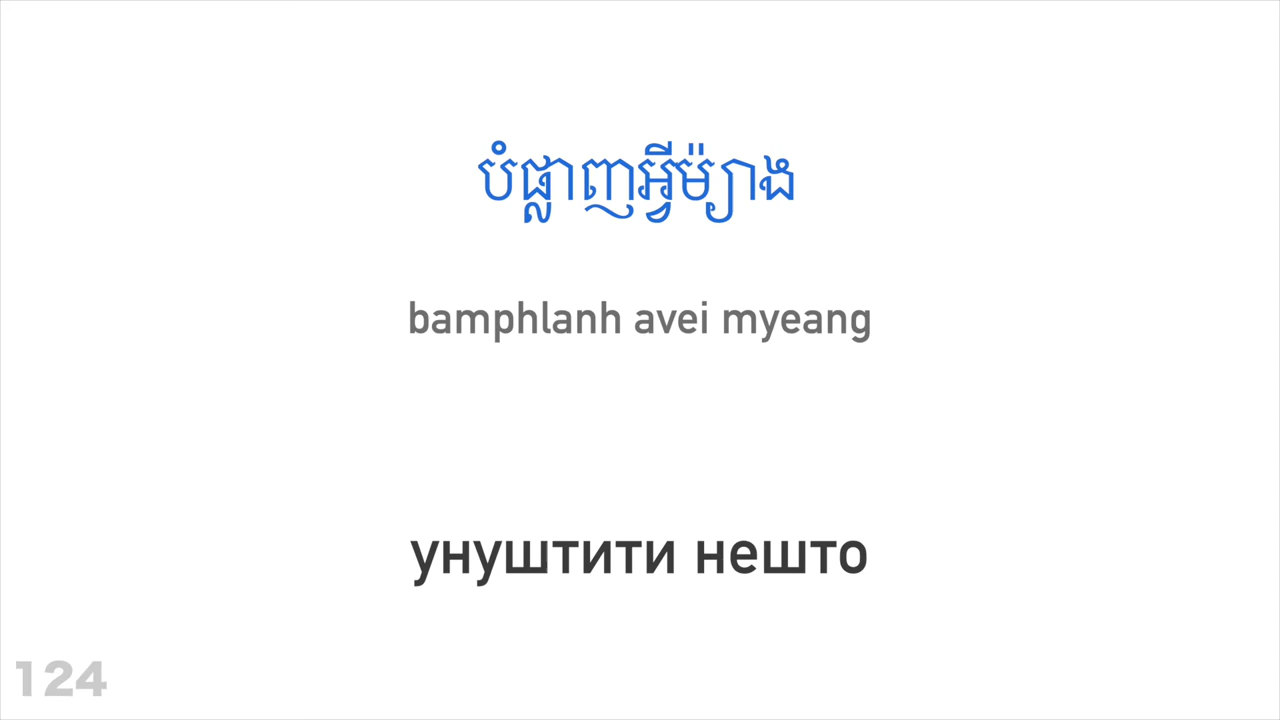 បំផ្លាញអ្វីម៉្យាង
bamphlanh avei myeang
унуштити нешто
124